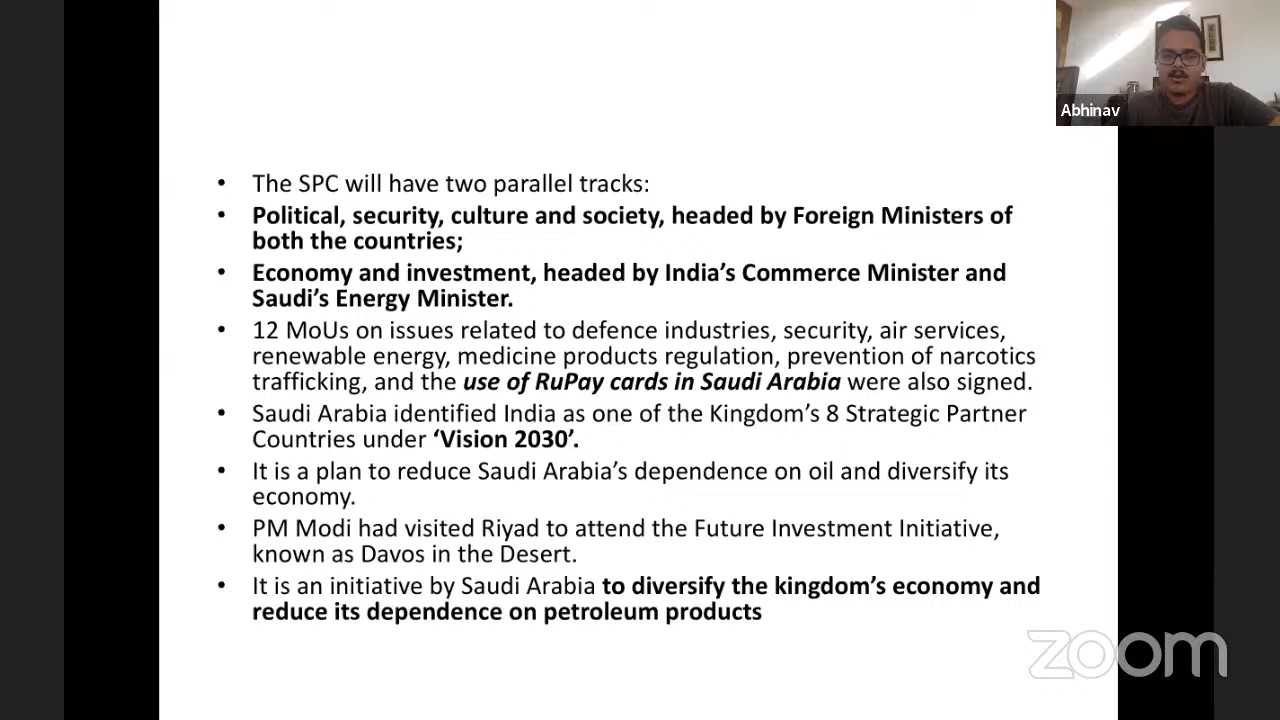 Abhinav
• The SPC will have two parallel tracks:
• Political, security, culture and society, headed by Foreign Ministers of
both the countries;
• Economy and investment, headed by India’s Commerce Minister and
Saudi’s Energy Minister.
• 12 MoUs on issues related to defence industries, security, air services,
renewable energy, medicine products regulation, prevention of narcotics
trafficking, and the use of RuPay cards in Saudi Arabia were also signed.
• Saudi Arabia identified India as one of the Kingdom’s 8 Strategic Partner
Countries under ‘Vision 2030’.
• It is a plan to reduce Saudi Arabia’s dependence on oil and diversify its
economy.
• PM Modi had visited Riyad to attend the Future Investment Initiative,
known as Davos in the Desert.
• It is an initiative by Saudi Arabia to diversify the kingdom’s economy and
reduce its dependence on petroleum products
zoom